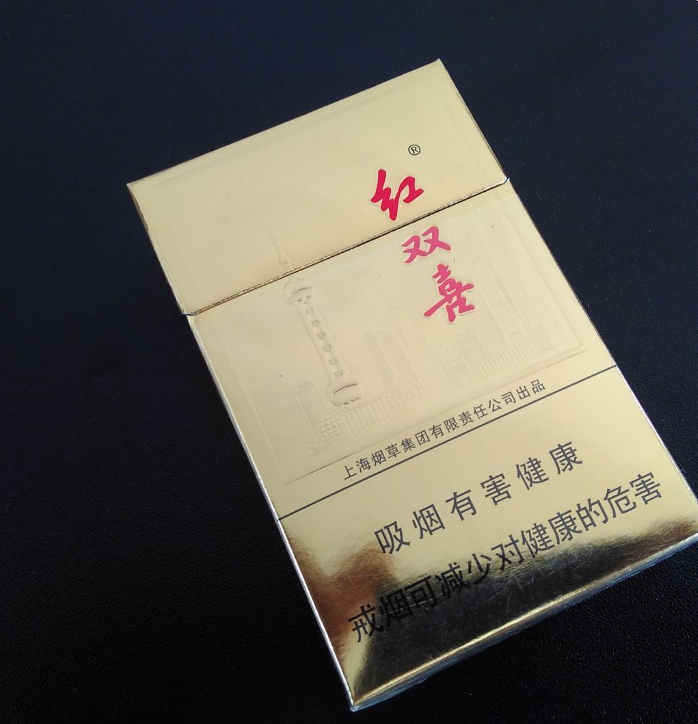 ®
红
双
喜
上海烟草集团有限责任公司出品
吸烟有害健康
戒烟可减少对健康的危害